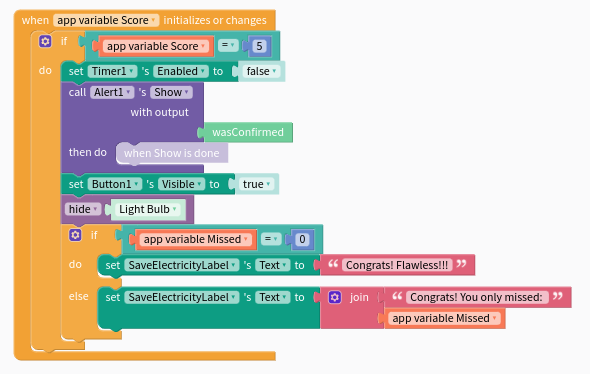 when app variable Score initializes or changes
if app variable Score = 5
do set Timer1 's Enabled to false
call Alert1 's Show
with output
wasConfirmed
then do when Show is done
set Button1 's Visible to true
hide Light Bulb
if app variable Missed = 0
do set SaveElectricityLabel 's Text to “ Congrats! Flawless!!! ”
else set SaveElectricityLabel 's Text to join “ Congrats! You only missed: ”
app variable Missed